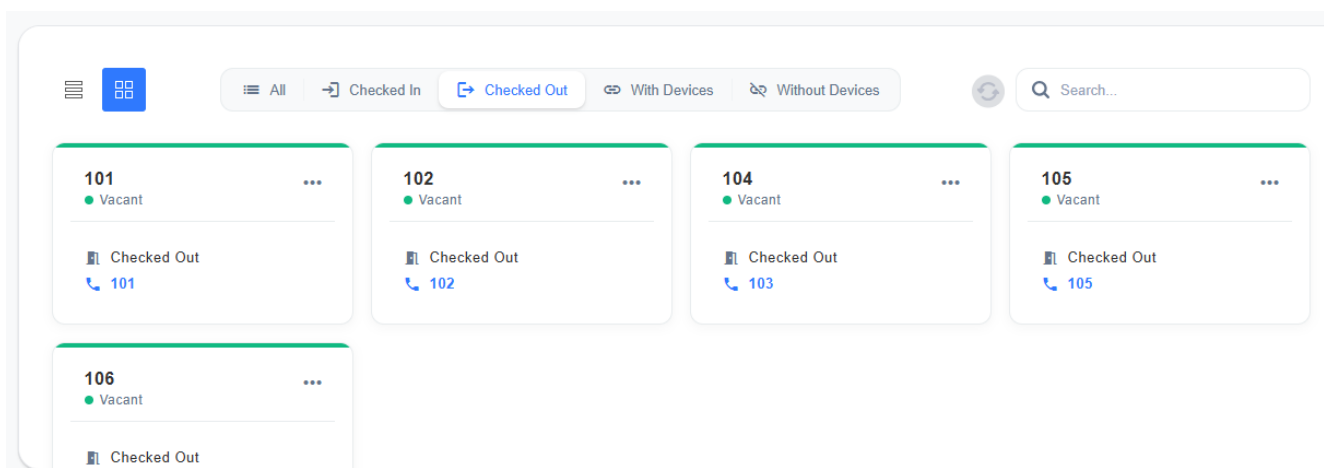 All Checked In Checked Out With Devices Without Devices Search...
101 ••• 102 ••• 104 ••• 105 •••
Vacant Vacant Vacant Vacant
Checked Out Checked Out Checked Out Checked Out
101 102 103 105
106 •••
Vacant
Checked Out